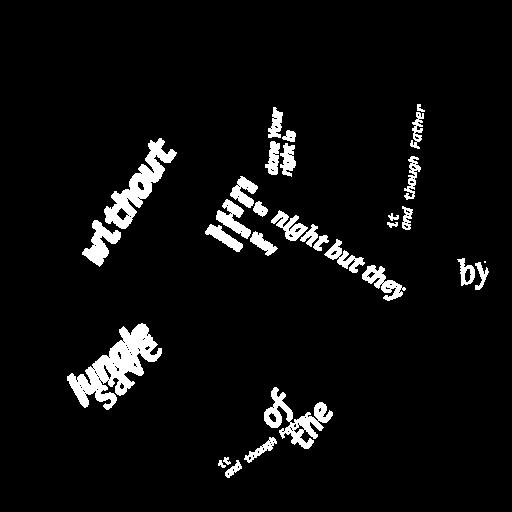 done Your
right is
it
and though Father
without
night but they
by
Jungle
save
of
the
it
and though Father